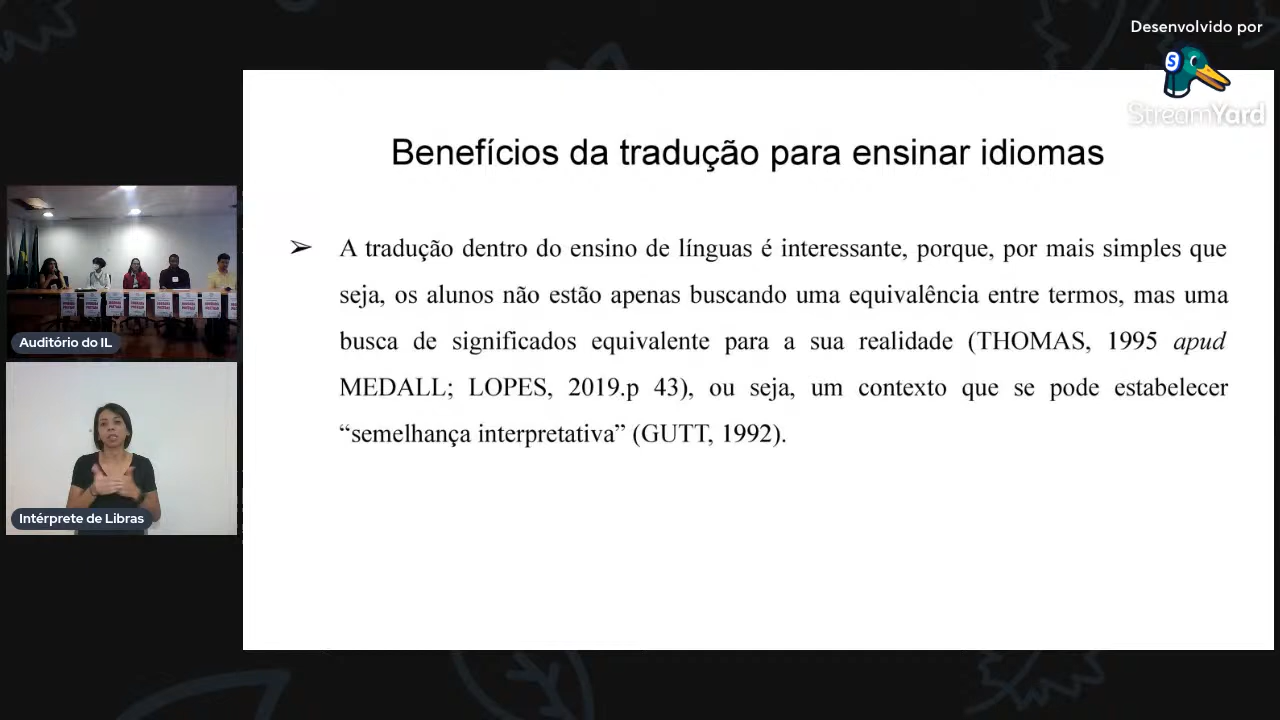 Desenvolvido por
StreamYard
Benefícios da tradução para ensinar idiomas
➢ A tradução dentro do ensino de línguas é interessante, porque, por mais simples que
seja, os alunos não estão apenas buscando uma equivalência entre termos, mas uma
busca de significados equivalente para a sua realidade (THOMAS, 1995 apud
MEDALL; LOPES, 2019.p 43), ou seja, um contexto que se pode estabelecer
“semelhança interpretativa” (GUTT, 1992).
Auditório do IL
Intérprete de Libras